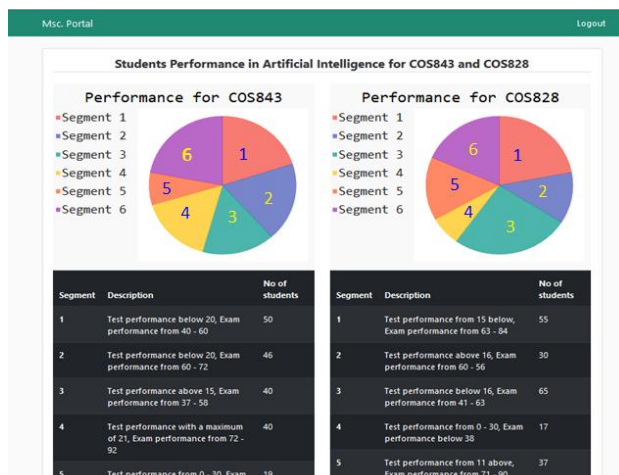 Msc. Portal
Logout
Students Performance in Artificial Intelligence for COS843 and COS828
Performance for COS843
Segment 1
Segment 2
Segment 3
Segment 4
Segment 5
Segment 6
6
1
5
2
4
3
Segment Description No of students
1 Test performance below 20, Exam 50
performance from 40 - 60
2 Test performance below 20, Exam 46
performance from 60 - 72
3 Test performance above 15, Exam 40
performance from 37 - 58
4 Test performance with a maximum 40
of 21, Exam performance from 72 -
92
5 Test performance from 0 - 30, Exam 19
Performance for COS828
Segment 1
Segment 2
Segment 3
Segment 4
Segment 5
Segment 6
6
1
5
2
4
3
Segment Description No of students
1 Test performance from 15 below, 55
Exam performance from 63 - 84
2 Test performance above 16, Exam 30
performance from 60 - 56
3 Test performance below 16, Exam 65
performance from 41 - 63
4 Test performance from 0 - 30, Exam 17
performance below 38
5 Test performance from 11 above, 37
Exam performance from 71 - 90